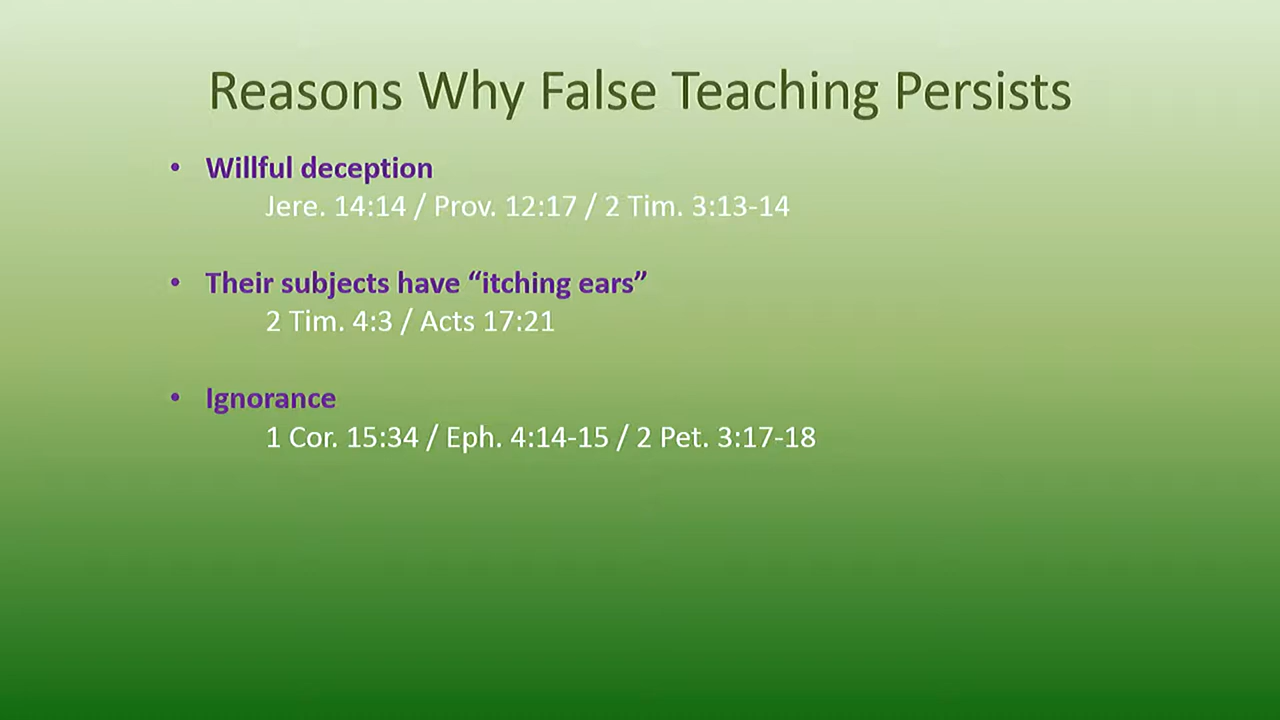 Reasons Why False Teaching Persists
• Willful deception
Jere. 14:14 / Prov. 12:17 / 2 Tim. 3:13-14
• Their subjects have “itching ears”
2 Tim. 4:3 / Acts 17:21
• Ignorance
1 Cor. 15:34 / Eph. 4:14-15 / 2 Pet. 3:17-18